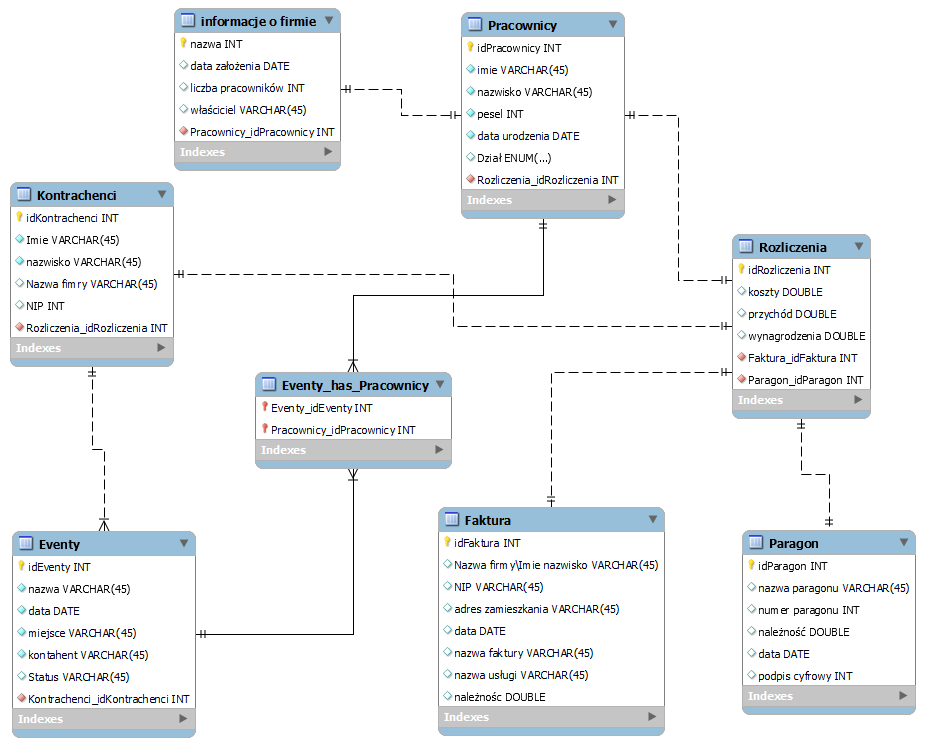 informacje o firmie
nazwa INT
data założenia DATE
liczba pracowników INT
właściciel VARCHAR(45)
Pracownicy_idPracownicy INT
Indexes
Pracownicy
idPracownicy INT
imie VARCHAR(45)
nazwisko VARCHAR(45)
pesel INT
data urodzenia DATE
Dział ENUM(...)
Rozliczenia_idRozliczenia INT
Indexes
Kontrachenci
idKontrachenci INT
Imie VARCHAR(45)
nazwisko VARCHAR(45)
Nazwa fimry VARCHAR(45)
NIP INT
Rozliczenia_idRozliczenia INT
Indexes
Rozliczenia
idRozliczenia INT
koszty DOUBLE
przychód DOUBLE
wynagrodzenia DOUBLE
Faktura_idFaktura INT
Paragon_idParagon INT
Indexes
Eventy_has_Pracownicy
Eventy_idEventy INT
Pracownicy_idPracownicy INT
Indexes
Eventy
idEventy INT
nazwa VARCHAR(45)
data DATE
miejsce VARCHAR(45)
kontahent VARCHAR(45)
Status VARCHAR(45)
Kontrachenci_idKontrachenci INT
Indexes
Faktura
idFaktura INT
Nazwa firmy\Imie nazwisko VARCHAR(45)
NIP VARCHAR(45)
adres zamieszkania VARCHAR(45)
data DATE
nazwa faktury VARCHAR(45)
nazwa usługi VARCHAR(45)
należnośc DOUBLE
Indexes
Paragon
idParagon INT
nazwa paragonu VARCHAR(45)
numer paragonu INT
należność DOUBLE
data DATE
podpis cyfrowy INT
Indexes